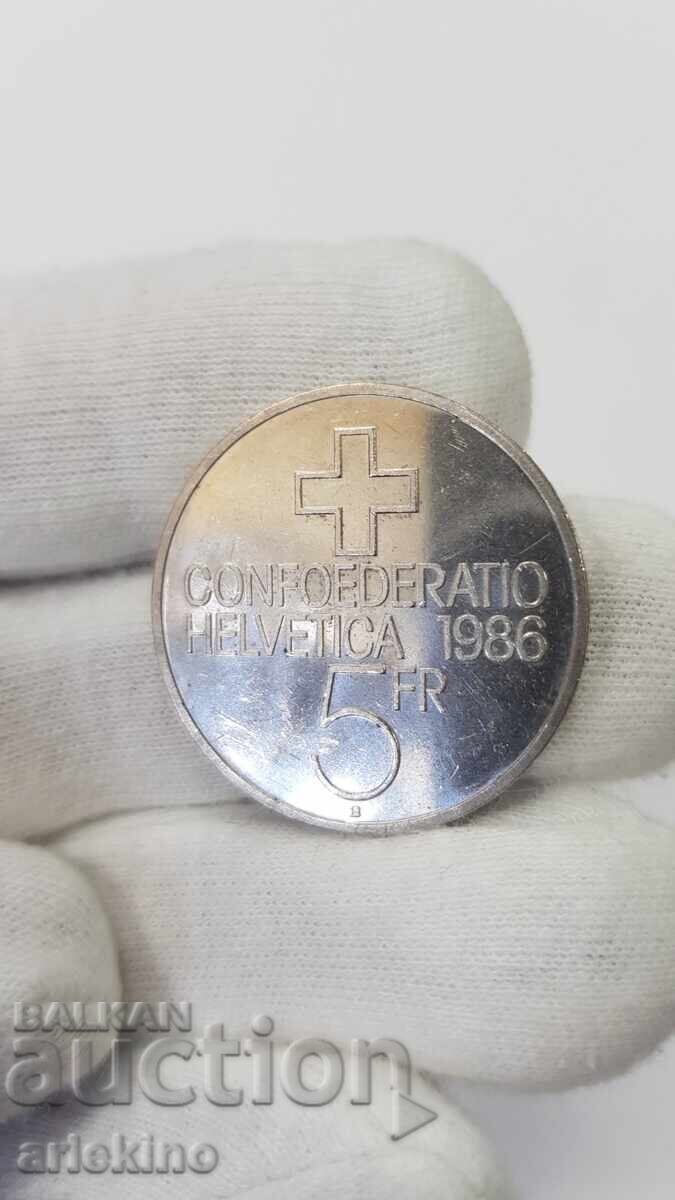 CONFOEDERATIO
HELVETICA 1986
5 FR
B
BALKAN
auction
arlekino